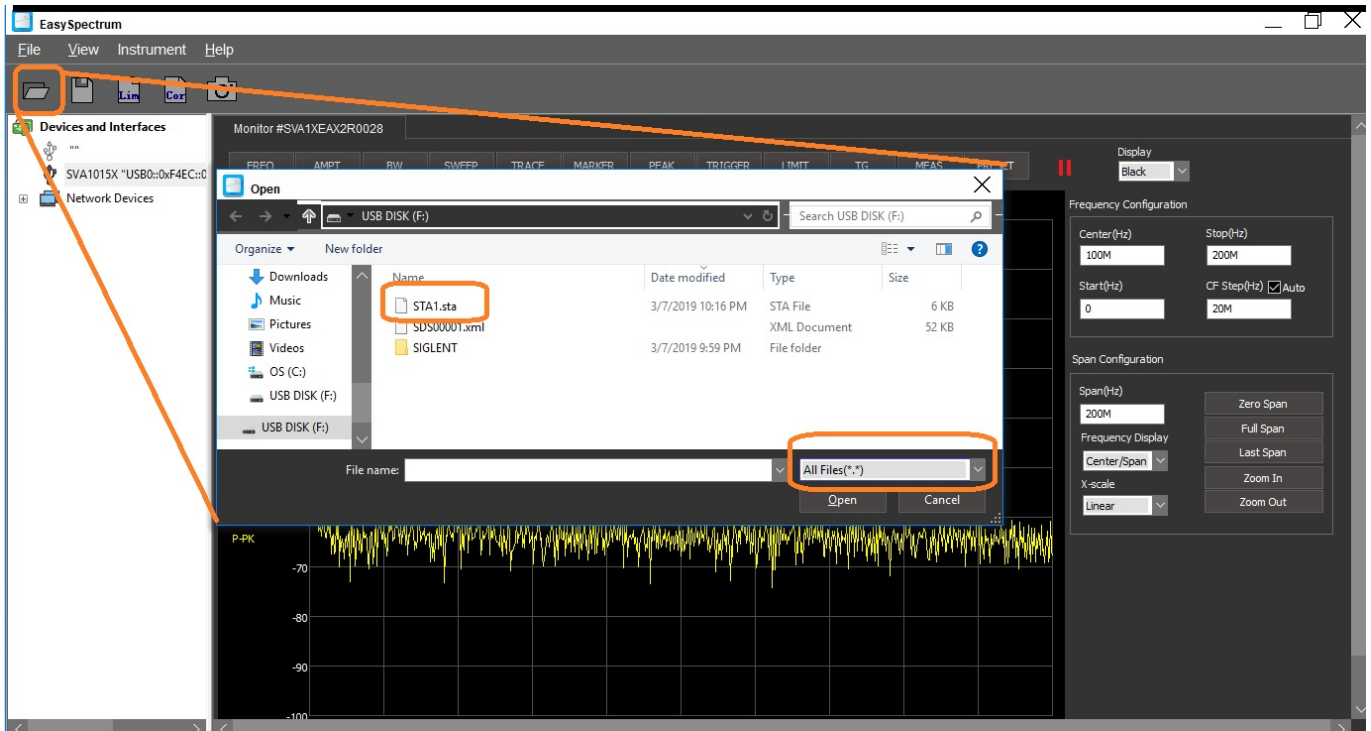 EasySpectrum
File View Instrument Help
Lim Cor
Devices and Interfaces
""
SVA1015X "USB0::0xF4EC::0
Network Devices
Monitor #SVA1XEAX2R0028
FREQ AMPT BW SWEEP TRACE MARKER PEAK TRIGGER LIMIT TG MEAS PRESET
Display
Black
Open
USB DISK (F:)
Search USB DISK (F:)
Organize New folder
Downloads
Music
Pictures
Videos
OS (C:)
USB DISK (F:)
USB DISK (F:)
Name Date modified Type Size
STA1.sta 3/7/2019 10:16 PM STA File 6 KB
SDS00001.xml XML Document 52 KB
SIGLENT 3/7/2019 9:59 PM File folder
File name: All Files(*.*)
Open Cancel
Frequency Configuration
Center(Hz) Stop(Hz)
100M 200M
Start(Hz) CF Step(Hz) Auto
0 20M
Span Configuration
Span(Hz)
200M
Frequency Display
Center/Span
X-scale
Linear
Zero Span
Full Span
Last Span
Zoom In
Zoom Out
P-PK
-70
-80
-90
-100